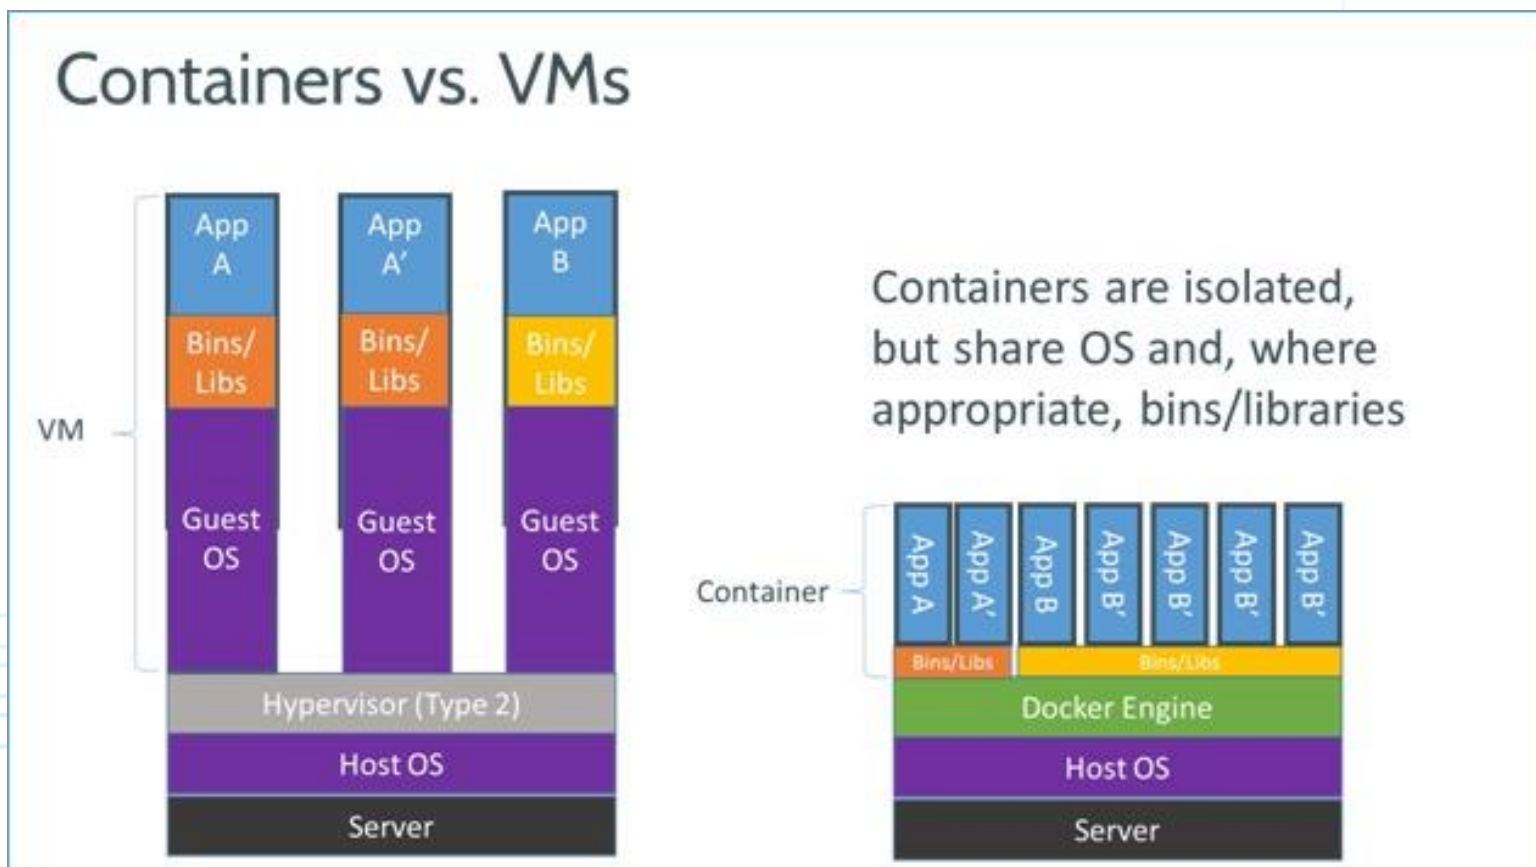 Containers vs. VMs
App
A
App
A'
App
B
Bins/
Libs
Bins/
Libs
Bins/
Libs
VM
Guest
OS
Guest
OS
Guest
OS
Hypervisor (Type 2)
Host OS
Server
Containers are isolated,
but share OS and, where
appropriate, bins/libraries
Container
App A
App A'
App B
App B'
App B'
App B'
App B'
Bins/Libs
Bins/Libs
Docker Engine
Host OS
Server